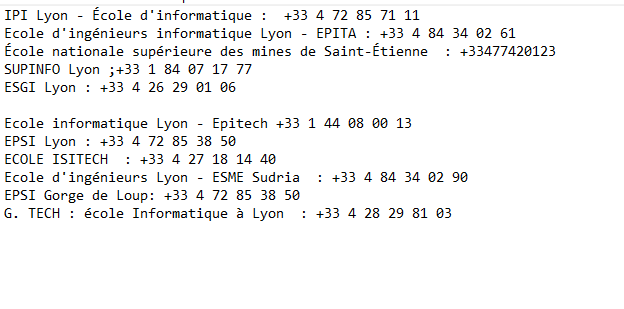 IPI Lyon - École d'informatique :  +33 4 72 85 71 11
Ecole d'ingénieurs informatique Lyon - EPITA : +33 4 84 34 02 61
École nationale supérieure des mines de Saint-Étienne  : +33477420123
SUPINFO Lyon ;+33 1 84 07 17 77
ESGI Lyon : +33 4 26 29 01 06
Ecole informatique Lyon - Epitech +33 1 44 08 00 13
EPSI Lyon : +33 4 72 85 38 50
ECOLE ISITECH  : +33 4 27 18 14 40
Ecole d'ingénieurs Lyon - ESME Sudria  : +33 4 84 34 02 90
EPSI Gorge de Loup: +33 4 72 85 38 50
G. TECH : école Informatique à Lyon  : +33 4 28 29 81 03